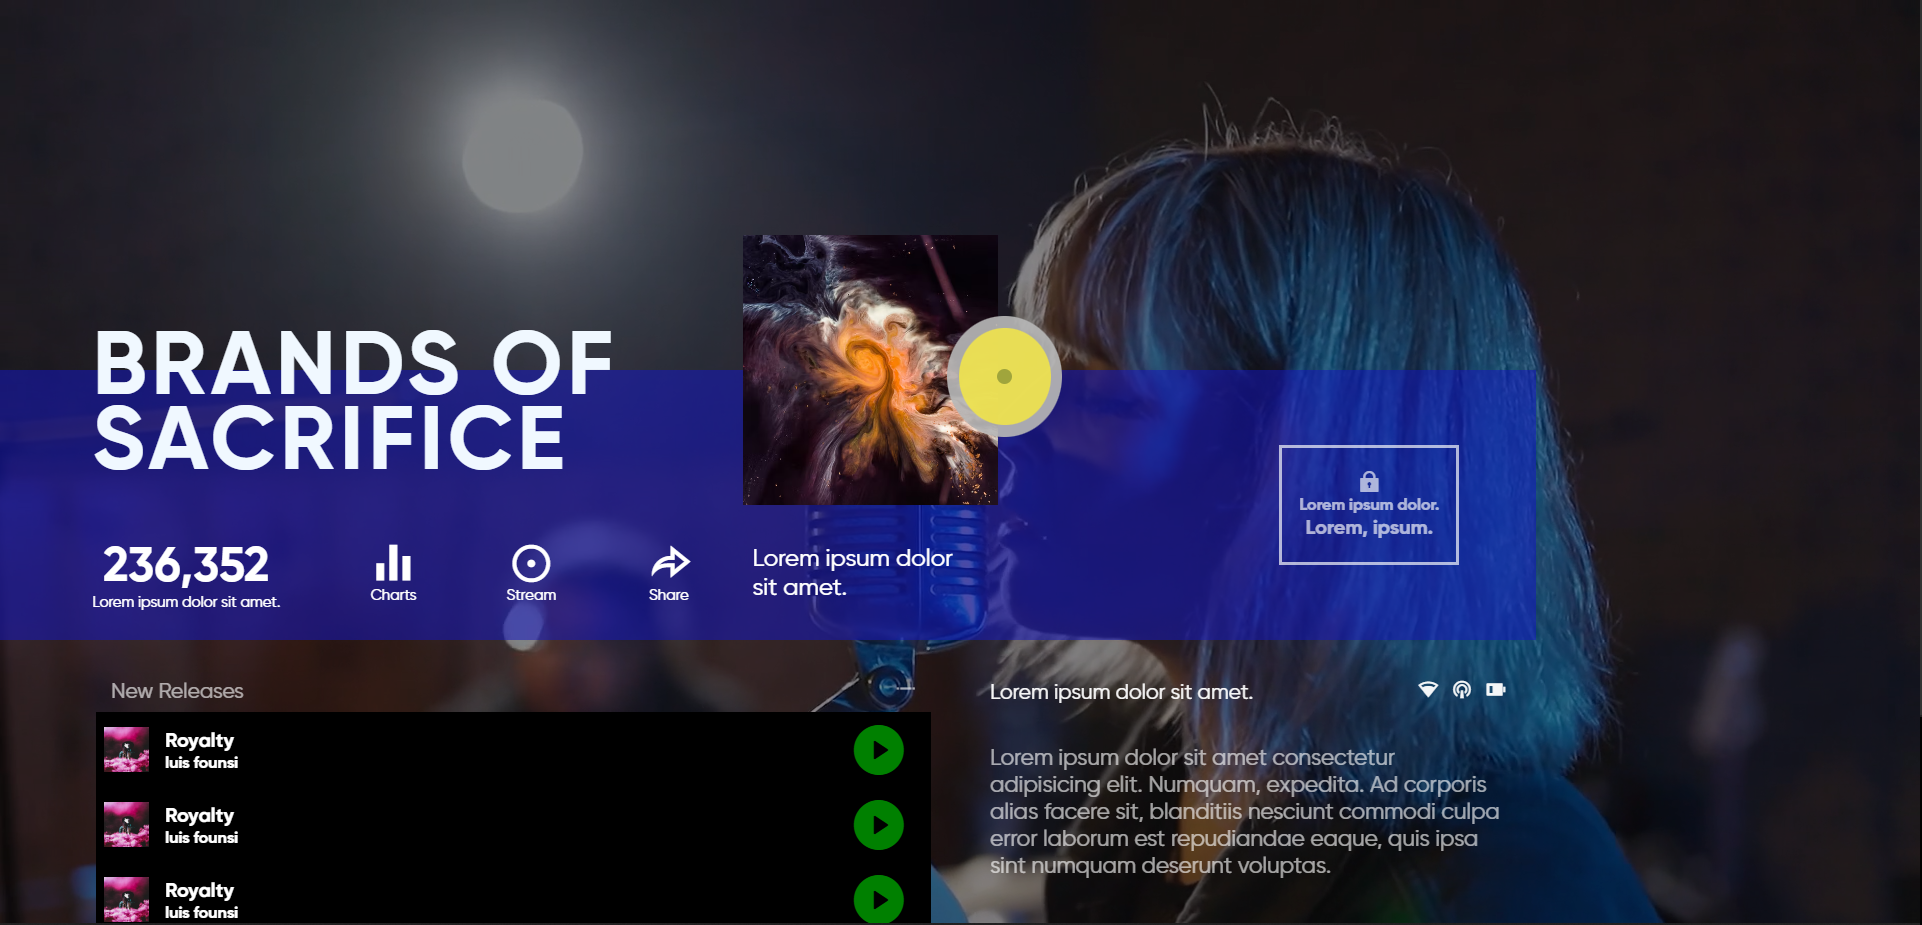 BRANDS OF
SACRIFICE
236,352
Lorem ipsum dolor sit amet.
Charts
Stream
Share
Lorem ipsum dolor
sit amet.
Lorem ipsum dolor.
Lorem, ipsum.
New Releases
Royalty
luis founsi
Royalty
luis founsi
Royalty
luis founsi
Lorem ipsum dolor sit amet.
Lorem ipsum dolor sit amet consectetur
adipisicing elit. Numquam, expedita. Ad corporis
alias facere sit, blanditiis nesciunt commodi culpa
error laborum est repudiandae eaque, quis ipsa
sint numquam deserunt voluptas.